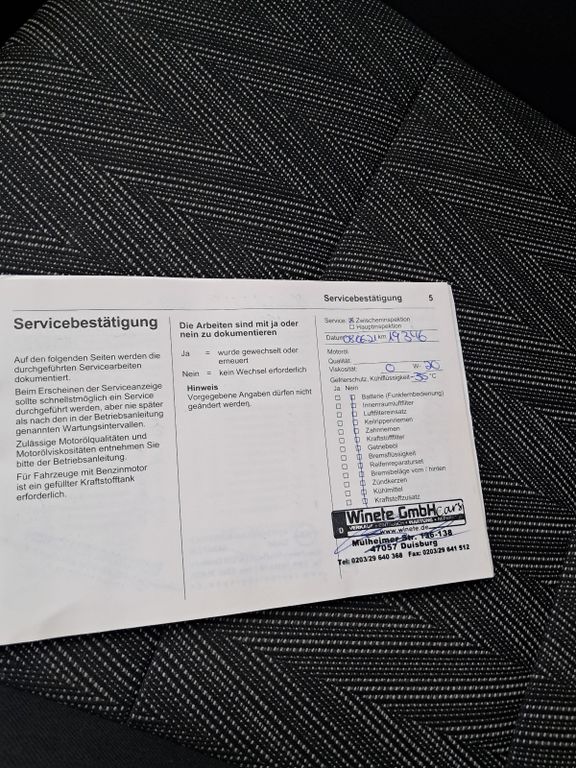 Servicebestätigung 5
Servicebestätigung
Auf den folgenden Seiten werden die
durchgeführten Servicearbeiten
dokumentiert.
Beim Erscheinen der Serviceanzeige
sollte schnellstmöglich ein Service
durchgeführt werden, aber nie später
als nach den in der Betriebsanleitung
genannten Wartungsintervallen.
Zulässige Motorölqualitäten und
Motorölviskositäten entnehmen Sie
bitte der Betriebsanleitung.
Für Fahrzeuge mit Benzinmotor
ist ein gefüllter Kraftstofftank
erforderlich.
Die Arbeiten sind mit ja oder
nein zu dokumentieren
Ja = wurde gewechselt oder
erneuert
Nein = kein Wechsel erforderlich
Hinweis
Vorgegebene Angaben dürfen nicht
geändert werden.
Service: ☒ Zwischeninspektion
☐ Hauptinspektion
Datum 08.06.21 km 19346
Motoröl
Qualität:
Viskosität: 0 W- 20
Gefrierschutz, Kühlflüssigkeit -35 °C
Ja Nein
Batterie (Funkfernbedienung)
Innenraumluftfilter
Luftfiltereinsatz
Keilrippenriemen
Zahnriemen
Kraftstofffilter
Getriebeöl
Bremsflüssigkeit
Reifenreparaturset
Bremsbeläge vorn / hinten
Zündkerzen
Kühlmittel
Kraftstoffzusatz
Winete GmbH cars
www.winete.de
Mülheimer Str. 136-138
47057 Duisburg
Tel: 0203/29 640 368 Fax: 0203/29 641 512